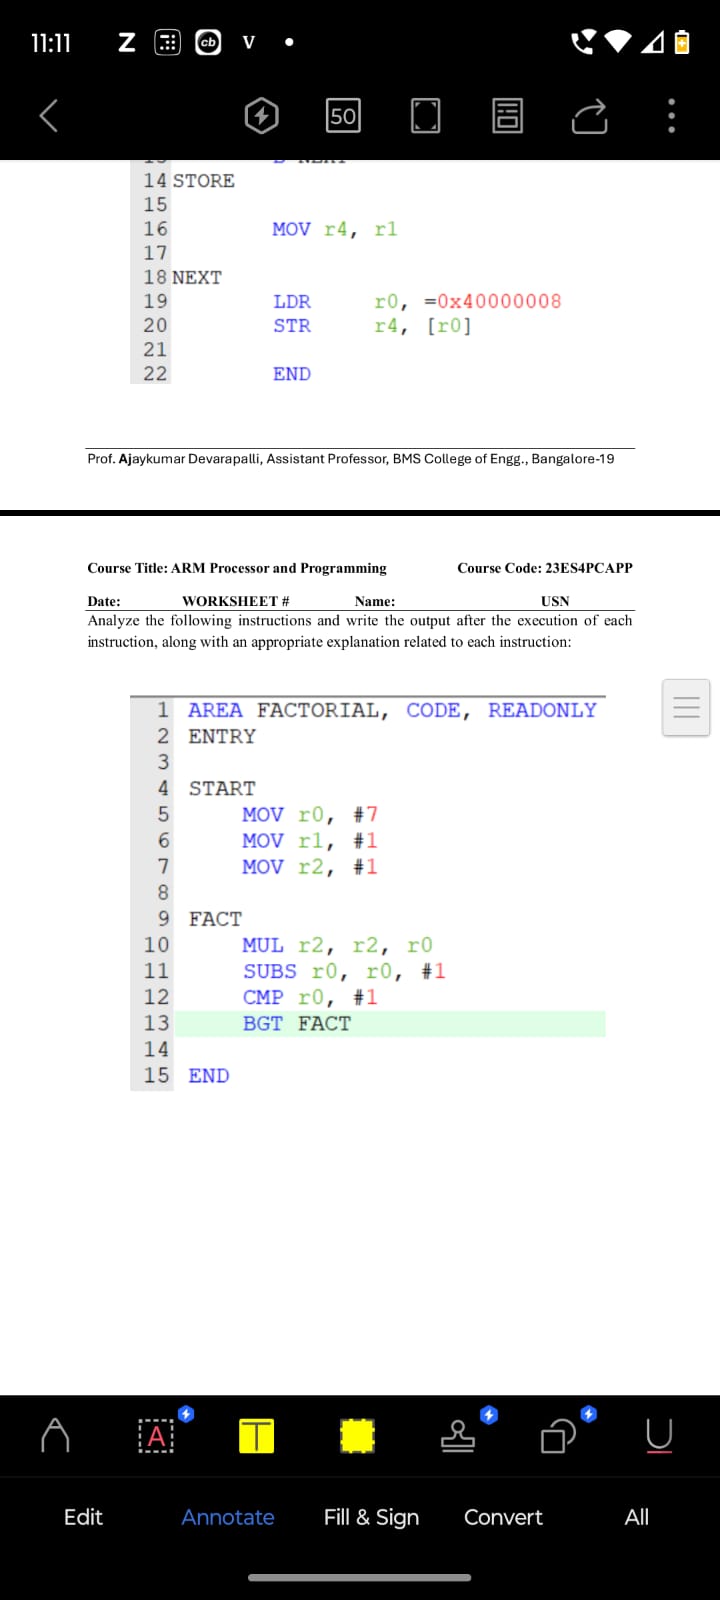 11:11 Z cb V
50
14 STORE
15
16 MOV r4, r1
17
18 NEXT
19 LDR r0, =0x40000008
20 STR r4, [r0]
21
22 END
Prof. Ajaykumar Devarapalli, Assistant Professor, BMS College of Engg., Bangalore-19
Course Title: ARM Processor and Programming Course Code: 23ES4PCAPP
Date: WORKSHEET # Name: USN
Analyze the following instructions and write the output after the execution of each
instruction, along with an appropriate explanation related to each instruction:
1 AREA FACTORIAL, CODE, READONLY
2 ENTRY
3
4 START
5 MOV r0, #7
6 MOV r1, #1
7 MOV r2, #1
8
9 FACT
10 MUL r2, r2, r0
11 SUBS r0, r0, #1
12 CMP r0, #1
13 BGT FACT
14
15 END
A T U
Edit Annotate Fill & Sign Convert All